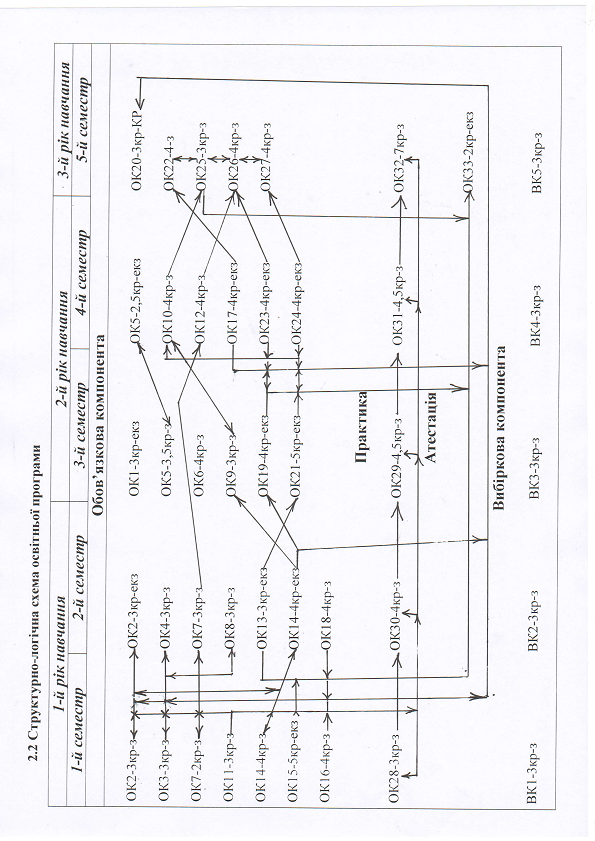 2.2 Структурно-логічна схема освітньої програми
1-й рік навчання 2-й рік навчання 3-й рік навчання
1-й семестр 2-й семестр 3-й семестр 4-й семестр 5-й семестр
Обов’язкова компонента
ОК2-3кр-з ОК2-3кр-екз ОК1-3кр-екз ОК5-2,5кр-екз ОК20-3кр-КР
ОК3-3кр-з ОК4-3кр-з ОК5-3,5кр-з ОК10-4кр-з ОК22-4-з
ОК7-2кр-з ОК7-3кр-з ОК6-4кр-з ОК12-4кр-з ОК25-3кр-з
ОК11-3кр-з ОК8-3кр-з ОК9-3кр-з ОК17-4кр-екз ОК26-4кр-з
ОК14-4кр-з ОК13-3кр-екз ОК19-4кр-екз ОК23-4кр-екз ОК27-4кр-з
ОК15-5кр-екз ОК14-4кр-екз ОК21-5кр-екз ОК24-4кр-екз
ОК16-4кр-з ОК18-4кр-з
Практика
ОК28-3кр-з ОК30-4кр-з ОК29-4,5кр-з ОК31-4,5кр-з ОК32-7кр-з
Атестація
ОК33-2кр-екз
Вибіркова компонента
ВК1-3кр-з ВК2-3кр-з ВК3-3кр-з ВК4-3кр-з ВК5-3кр-з